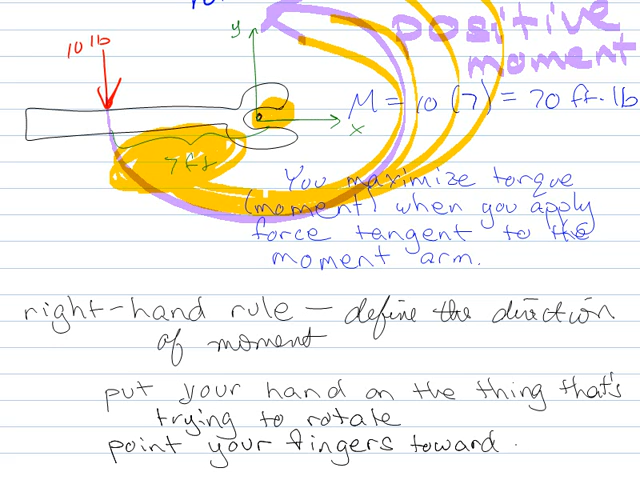 positive
moment
y
10 lb
M = 10 (7) = 70 ft·lb
x
7 ft
You maximize torque
(moment) when you apply
force tangent to the
moment arm.
right-hand rule — define the direction
of moment
put your hand on the thing that's
trying to rotate
point your fingers toward.